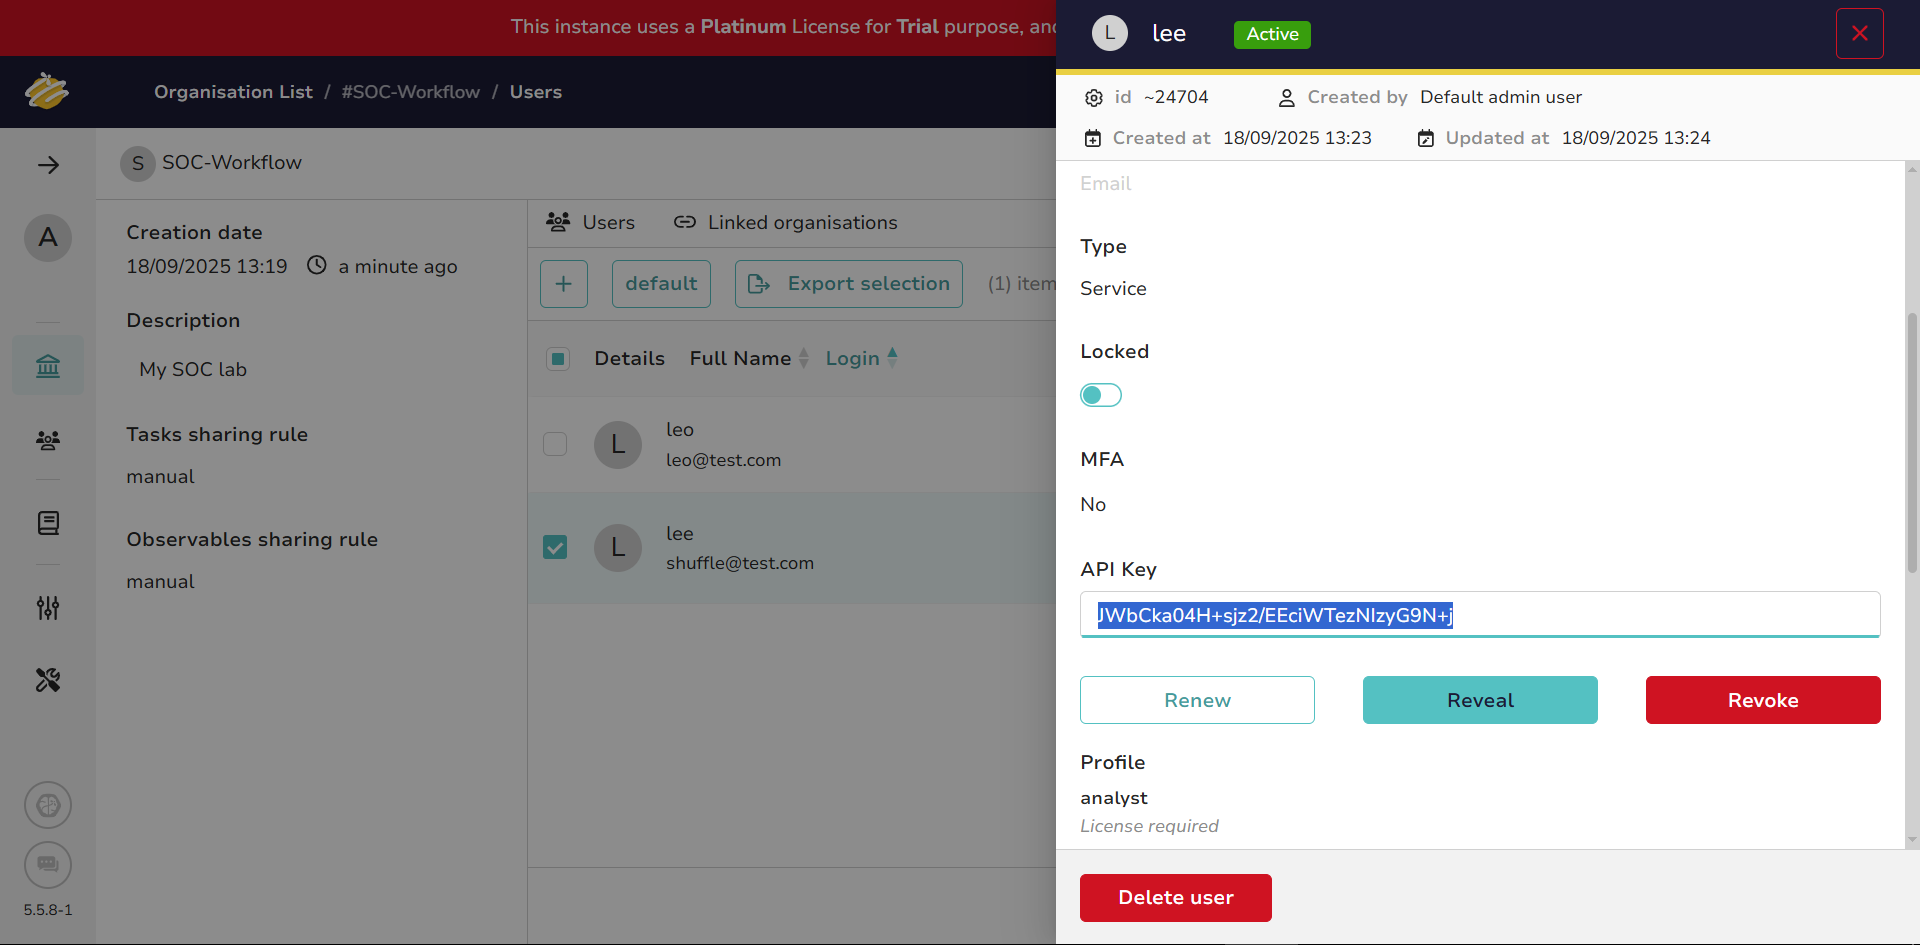 This instance uses a Platinum License for Trial purpose, and
Organisation List / #SOC-Workflow / Users
A
5.5.8-1
S SOC-Workflow
Creation date
18/09/2025 13:19 a minute ago
Description
My SOC lab
Tasks sharing rule
manual
Observables sharing rule
manual
Users Linked organisations
+ default Export selection (1) item
Details Full Name Login
L
leo
leo@test.com
L
lee
shuffle@test.com
L lee Active
id ~24704 Created by Default admin user
Created at 18/09/2025 13:23 Updated at 18/09/2025 13:24
Email
Type
Service
Locked
MFA
No
API Key
JWbCka04H+sjz2/EEciWTezNIzyG9N+j
Renew Reveal Revoke
Profile
analyst
License required
Delete user